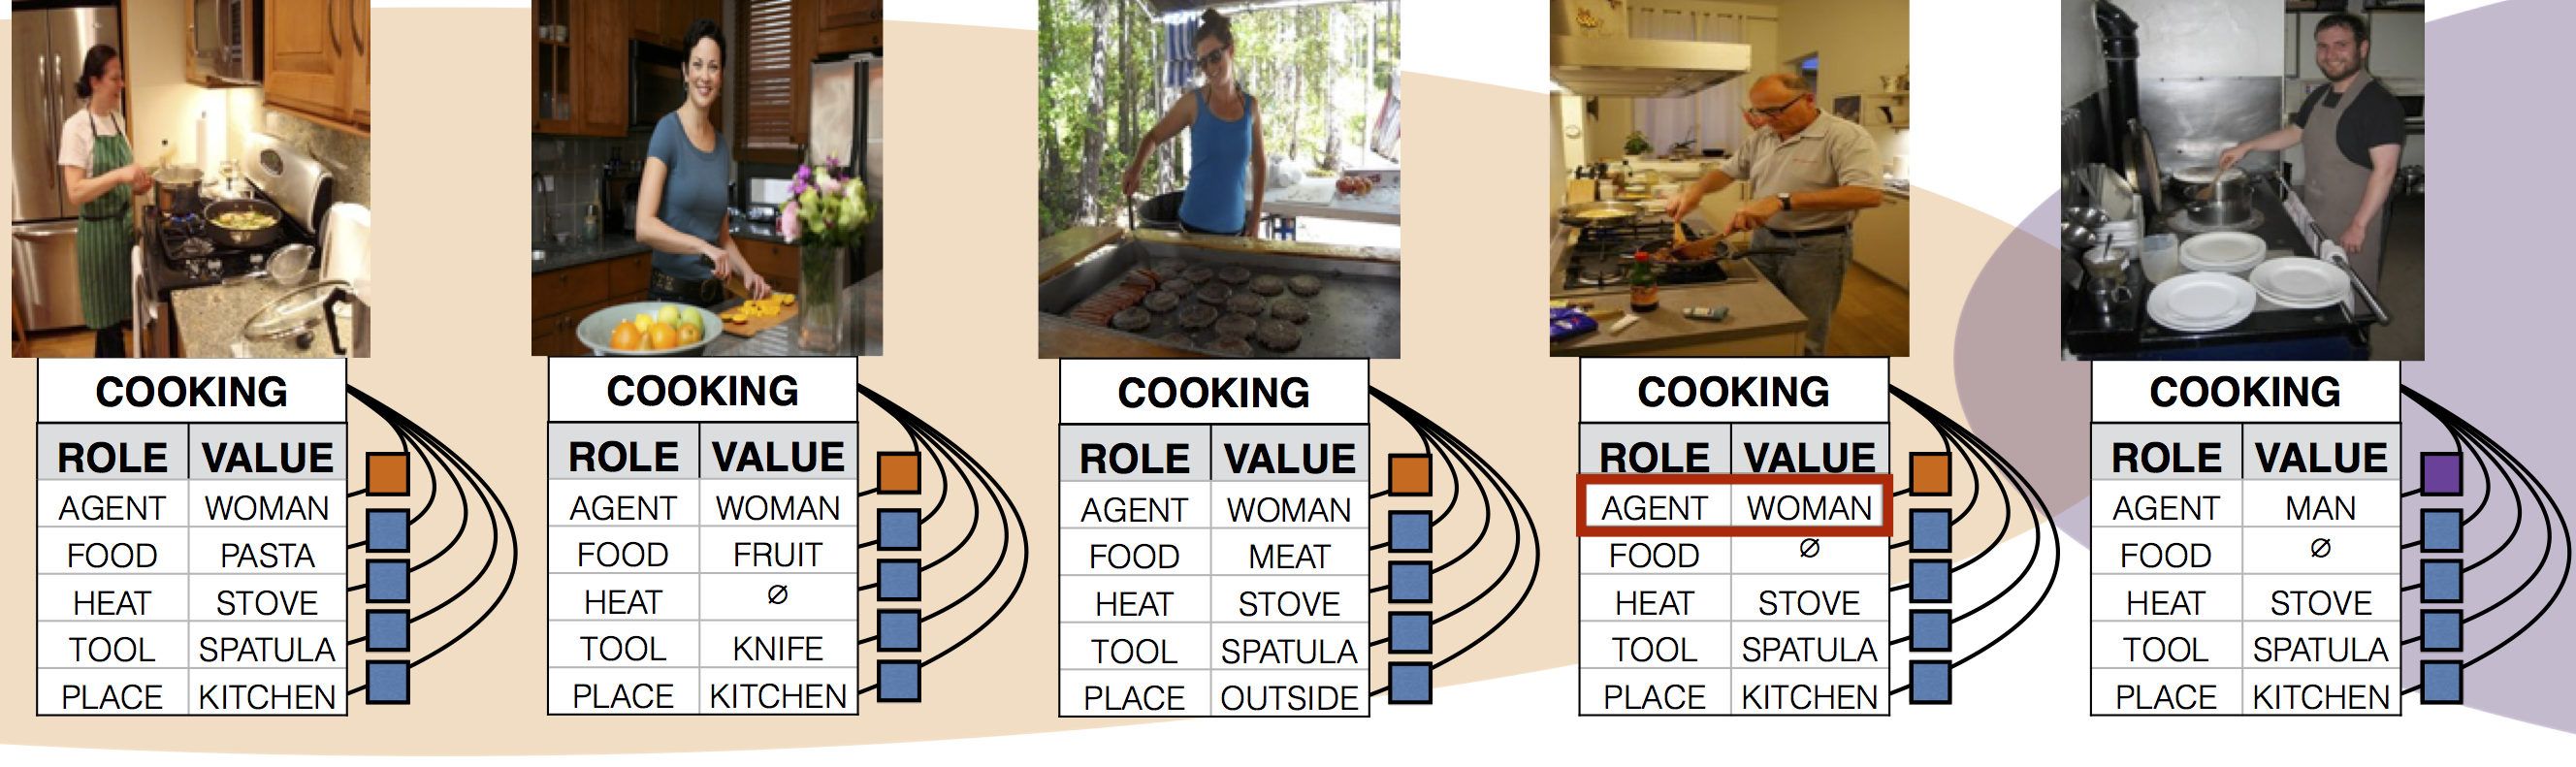 COOKING
ROLE VALUE
AGENT WOMAN
FOOD PASTA
HEAT STOVE
TOOL SPATULA
PLACE KITCHEN
COOKING
ROLE VALUE
AGENT WOMAN
FOOD FRUIT
HEAT ∅
TOOL KNIFE
PLACE KITCHEN
COOKING
ROLE VALUE
AGENT WOMAN
FOOD MEAT
HEAT STOVE
TOOL SPATULA
PLACE OUTSIDE
COOKING
ROLE VALUE
AGENT WOMAN
FOOD ∅
HEAT STOVE
TOOL SPATULA
PLACE KITCHEN
COOKING
ROLE VALUE
AGENT MAN
FOOD ∅
HEAT STOVE
TOOL SPATULA
PLACE KITCHEN